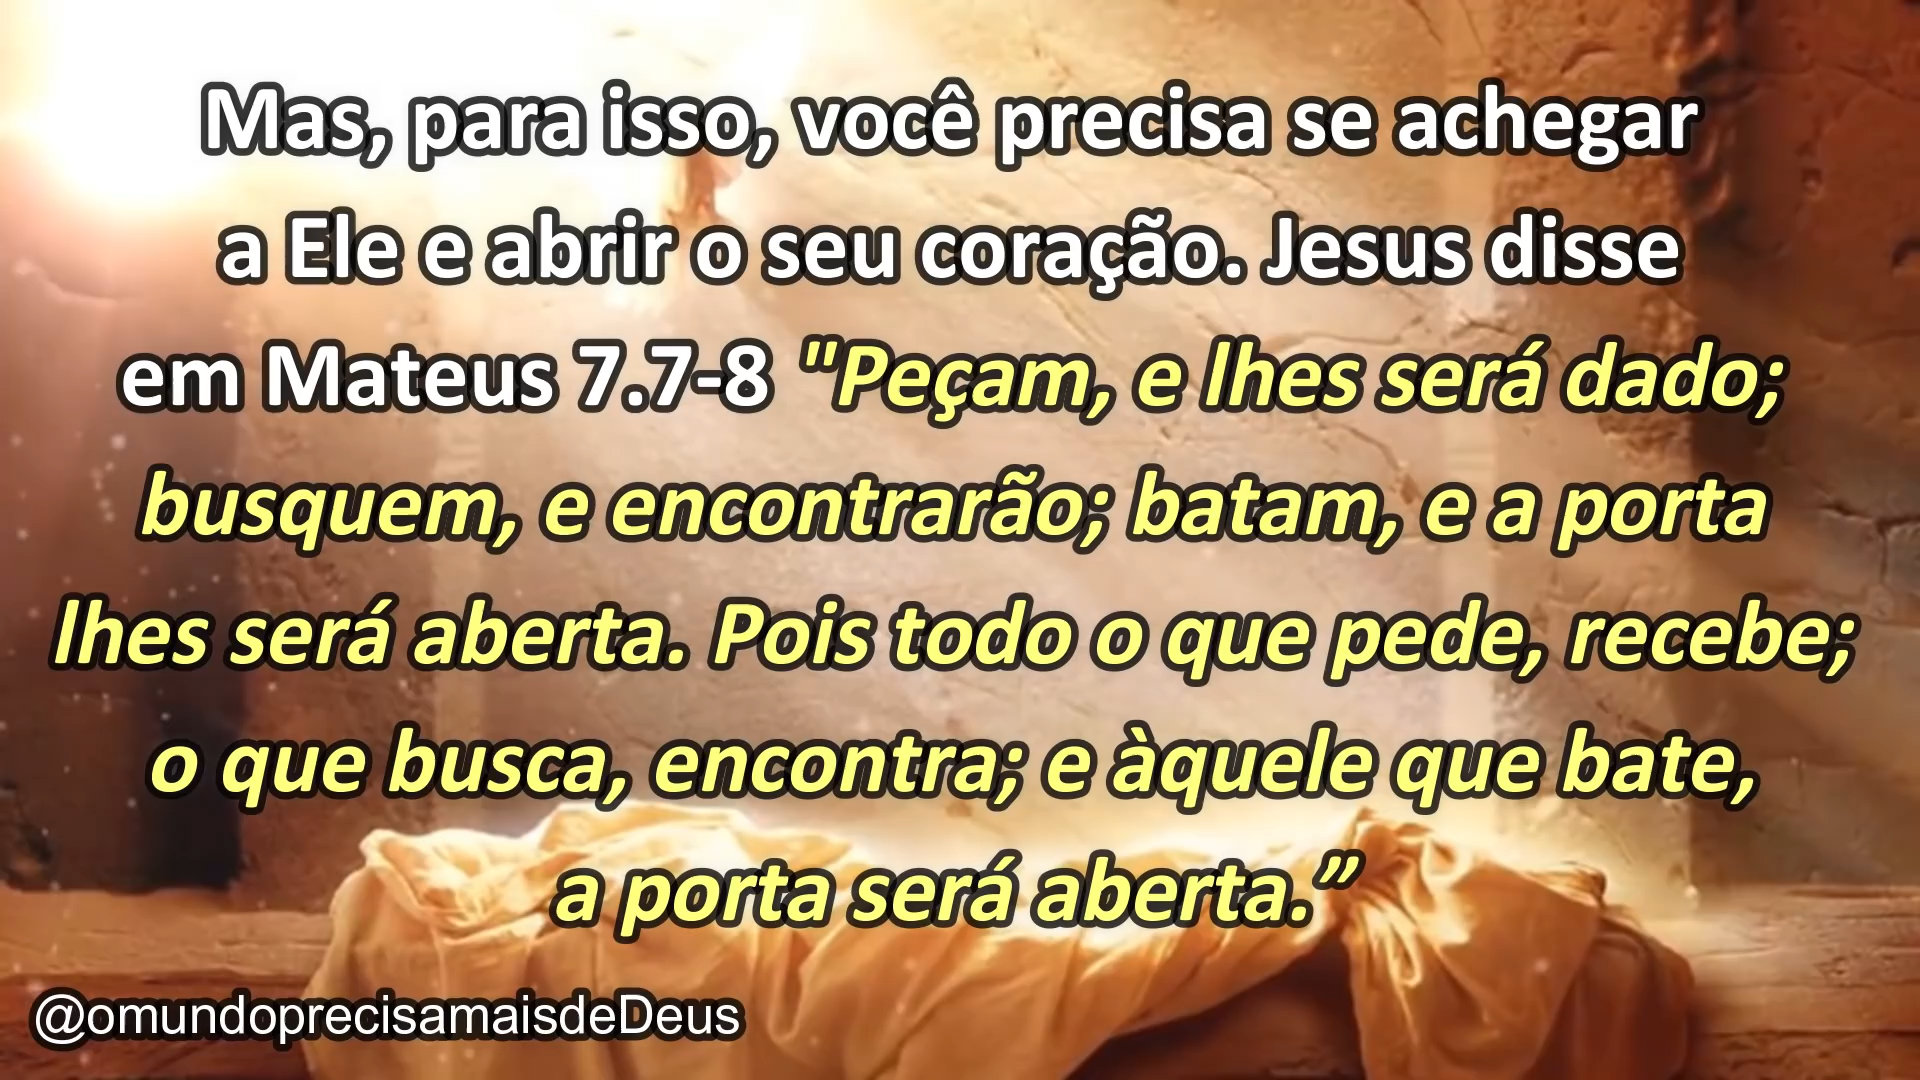 Mas, para isso, você precisa se achegar
a Ele e abrir o seu coração. Jesus disse
em Mateus 7.7-8 "Peçam, e lhes será dado;
busquem, e encontrarão; batam, e a porta
lhes será aberta. Pois todo o que pede, recebe;
o que busca, encontra; e àquele que bate,
a porta será aberta.”
@omundoprecisamaisdeDeus